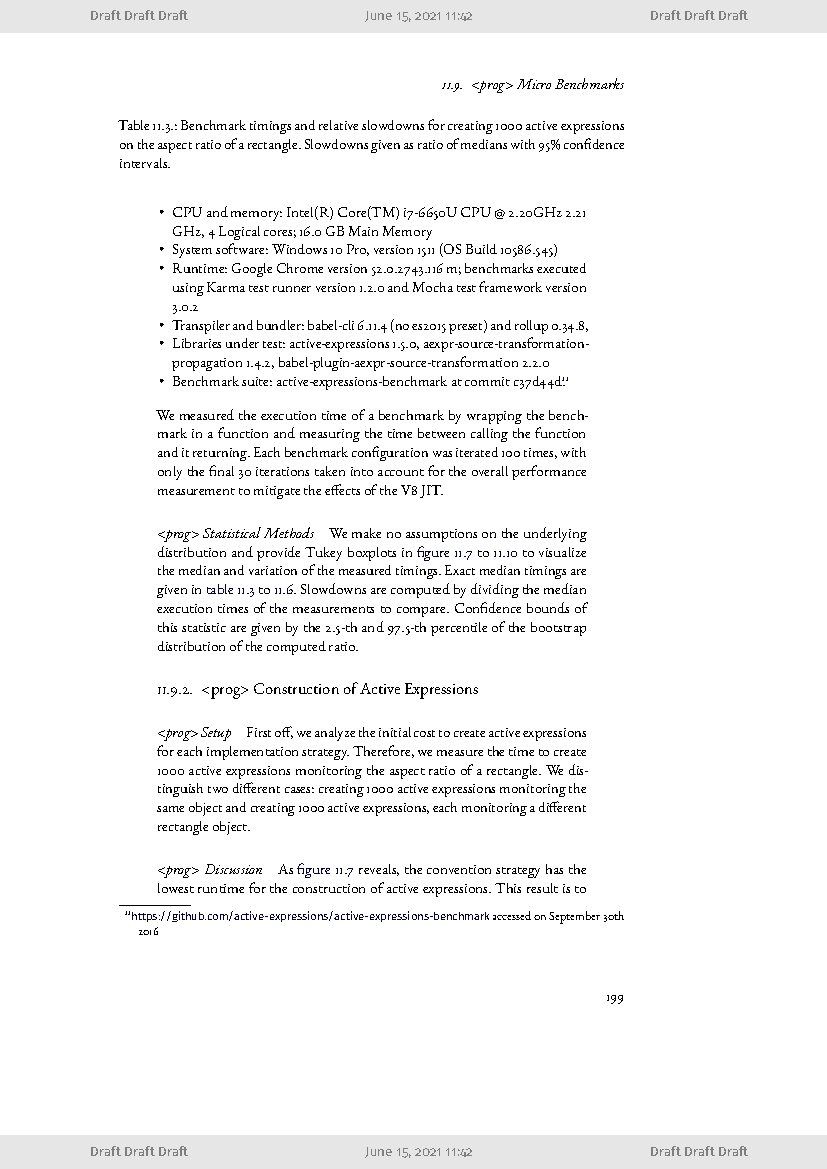 Draft Draft Draft June 15, 2021 11:42 Draft Draft Draft
11.9. <prog> Micro Benchmarks
Table 11.3.: Benchmark timings and relative slowdowns for creating 1000 active expressions
on the aspect ratio of a rectangle. Slowdowns given as ratio of medians with 95% confidence
intervals.
• CPU and memory: Intel(R) Core(TM) i7-6650U CPU @ 2.20GHz 2.21
GHz, 4 Logical cores; 16.0 GB Main Memory
• System software: Windows 10 Pro, version 1511 (OS Build 10586.545)
• Runtime: Google Chrome version 52.0.2743.116 m; benchmarks executed
using Karma test runner version 1.2.0 and Mocha test framework version
3.0.2
• Transpiler and bundler: babel-cli 6.11.4 (no es2015 preset) and rollup 0.34.8,
• Libraries under test: active-expressions 1.5.0, aexpr-source-transformation-
propagation 1.4.2, babel-plugin-aexpr-source-transformation 2.2.0
• Benchmark suite: active-expressions-benchmark at commit c37d44d.11
We measured the execution time of a benchmark by wrapping the bench-
mark in a function and measuring the time between calling the function
and it returning. Each benchmark configuration was iterated 100 times, with
only the final 30 iterations taken into account for the overall performance
measurement to mitigate the effects of the V8 JIT.
<prog> Statistical Methods We make no assumptions on the underlying
distribution and provide Tukey boxplots in figure 11.7 to 11.10 to visualize
the median and variation of the measured timings. Exact median timings are
given in table 11.3 to 11.6. Slowdowns are computed by dividing the median
execution times of the measurements to compare. Confidence bounds of
this statistic are given by the 2.5-th and 97.5-th percentile of the bootstrap
distribution of the computed ratio.
11.9.2. <prog> Construction of Active Expressions
<prog> Setup First off, we analyze the initial cost to create active expressions
for each implementation strategy. Therefore, we measure the time to create
1000 active expressions monitoring the aspect ratio of a rectangle. We dis-
tinguish two different cases: creating 1000 active expressions monitoring the
same object and creating 1000 active expressions, each monitoring a different
rectangle object.
<prog> Discussion As figure 11.7 reveals, the convention strategy has the
lowest runtime for the construction of active expressions. This result is to
11https://github.com/active-expressions/active-expressions-benchmark accessed on September 30th
2016
199
Draft Draft Draft June 15, 2021 11:42 Draft Draft Draft